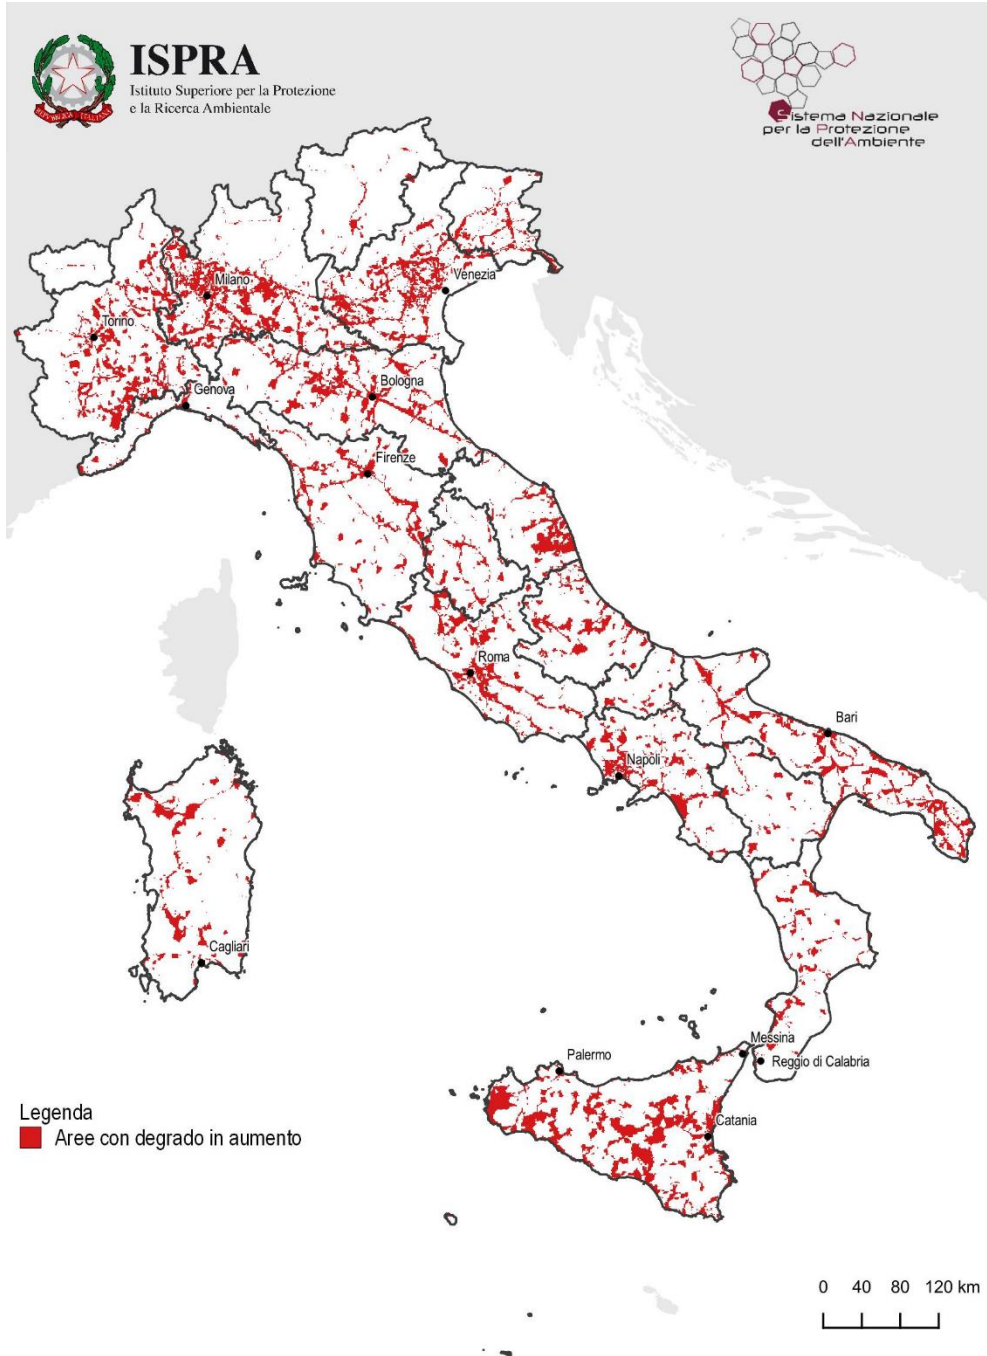 ISPRA
Istituto Superiore per la Protezione
e la Ricerca Ambientale
REPVBBLICA ITALIANA
Sistema Nazionale
per la Protezione
dell'Ambiente
Milano
Venezia
Torino
Bologna
Genova
Firenze
Roma
Bari
Napoli
Cagliari
Messina
Palermo
Reggio di Calabria
Catania
Legenda
Aree con degrado in aumento
0 40 80 120 km